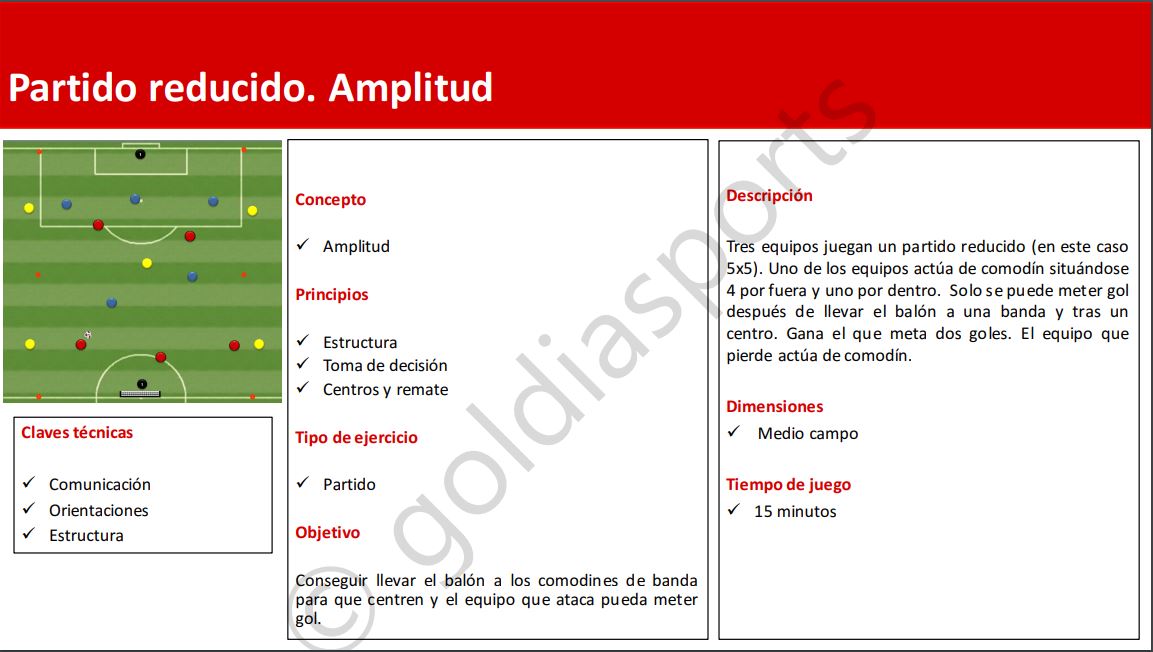 Partido reducido. Amplitud
Claves técnicas
✓ Comunicación
✓ Orientaciones
✓ Estructura
Concepto
✓ Amplitud
Principios
✓ Estructura
✓ Toma de decisión
✓ Centros y remate
Tipo de ejercicio
✓ Partido
Objetivo
Conseguir llevar el balón a los comodines de banda
para que centren y el equipo que ataca pueda meter
gol.
Descripción
Tres equipos juegan un partido reducido (en este caso
5x5). Uno de los equipos actúa de comodín situándose
4 por fuera y uno por dentro. Solo se puede meter gol
después de llevar el balón a una banda y tras un
centro. Gana el que meta dos goles. El equipo que
pierde actúa de comodín.
Dimensiones
✓ Medio campo
Tiempo de juego
✓ 15 minutos
© goldiasports